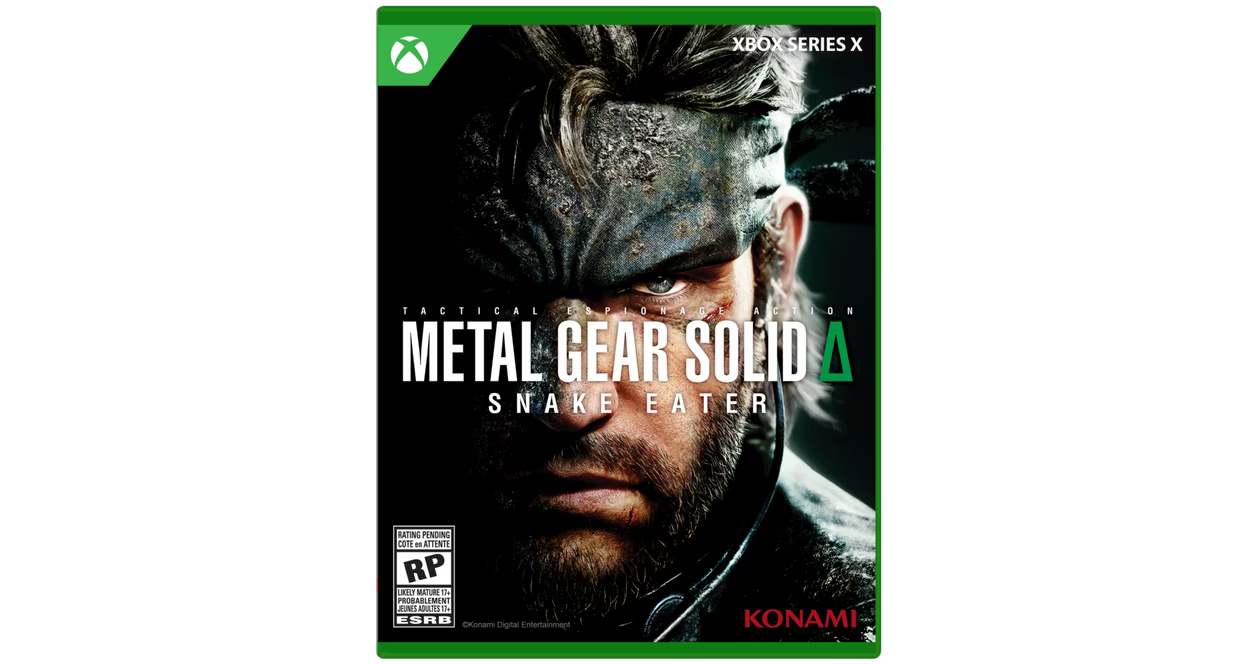 XBOX SERIES X
TACTICAL ESPIONAGE ACTION
METAL GEAR SOLID Δ
SNAKE EATER
RATING PENDING
COTE en ATTENTE
RP
LIKELY MATURE 17+
PROBABLEMENT
JEUNES ADULTES 17+
ESRB
©Konami Digital Entertainment
KONAMI